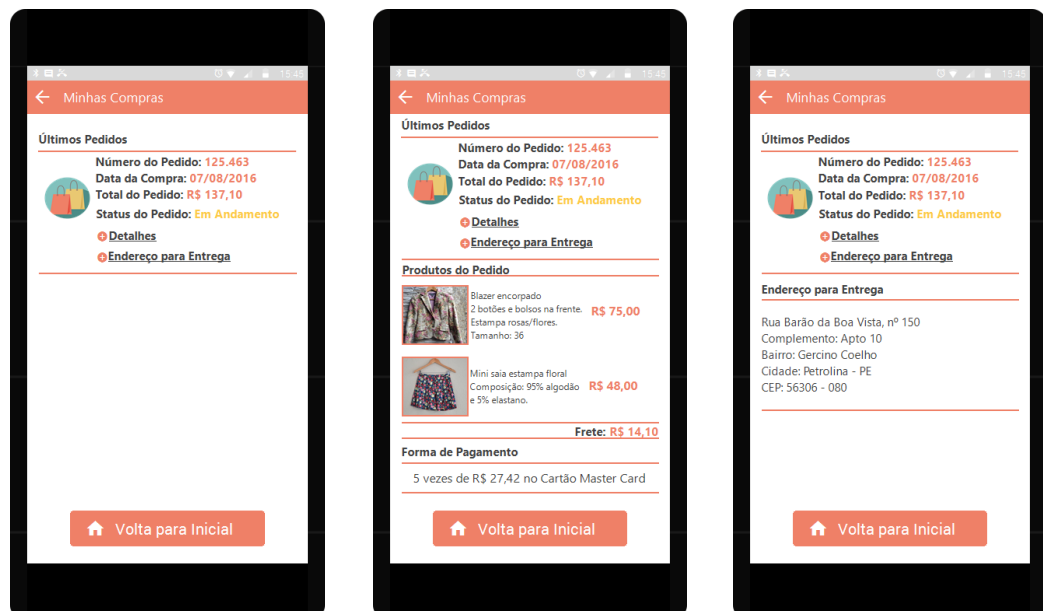 15:45
Minhas Compras
Últimos Pedidos
Número do Pedido: 125.463
Data da Compra: 07/08/2016
Total do Pedido: R$ 137,10
Status do Pedido: Em Andamento
Detalhes
Endereço para Entrega
Volta para Inicial
15:45
Minhas Compras
Últimos Pedidos
Número do Pedido: 125.463
Data da Compra: 07/08/2016
Total do Pedido: R$ 137,10
Status do Pedido: Em Andamento
Detalhes
Endereço para Entrega
Produtos do Pedido
Blazer encorpado
2 botões e bolsos na frente.
Estampa rosas/flores.
Tamanho: 36
R$ 75,00
Mini saia estampa floral
Composição: 95% algodão
e 5% elastano.
R$ 48,00
Frete: R$ 14,10
Forma de Pagamento
5 vezes de R$ 27,42 no Cartão Master Card
Volta para Inicial
15:45
Minhas Compras
Últimos Pedidos
Número do Pedido: 125.463
Data da Compra: 07/08/2016
Total do Pedido: R$ 137,10
Status do Pedido: Em Andamento
Detalhes
Endereço para Entrega
Endereço para Entrega
Rua Barão da Boa Vista, nº 150
Complemento: Apto 10
Bairro: Gercino Coelho
Cidade: Petrolina - PE
CEP: 56306 - 080
Volta para Inicial